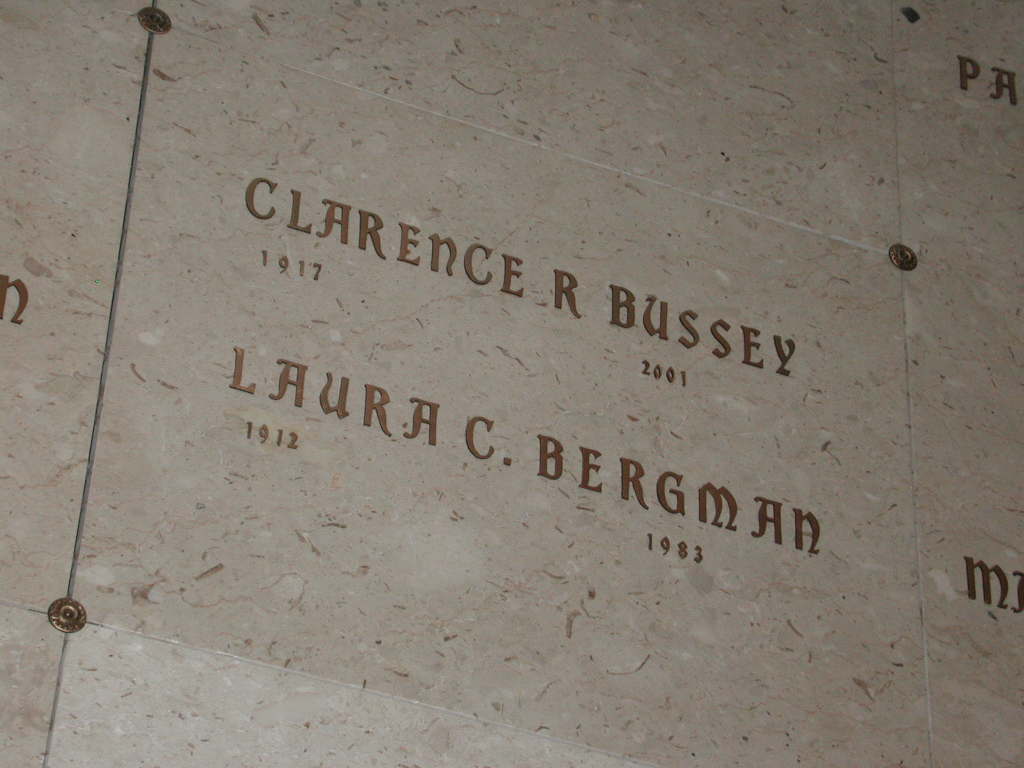 CLARENCE R BUSSEY
1917 2001
LAURA C. BERGMAN
1912 1983